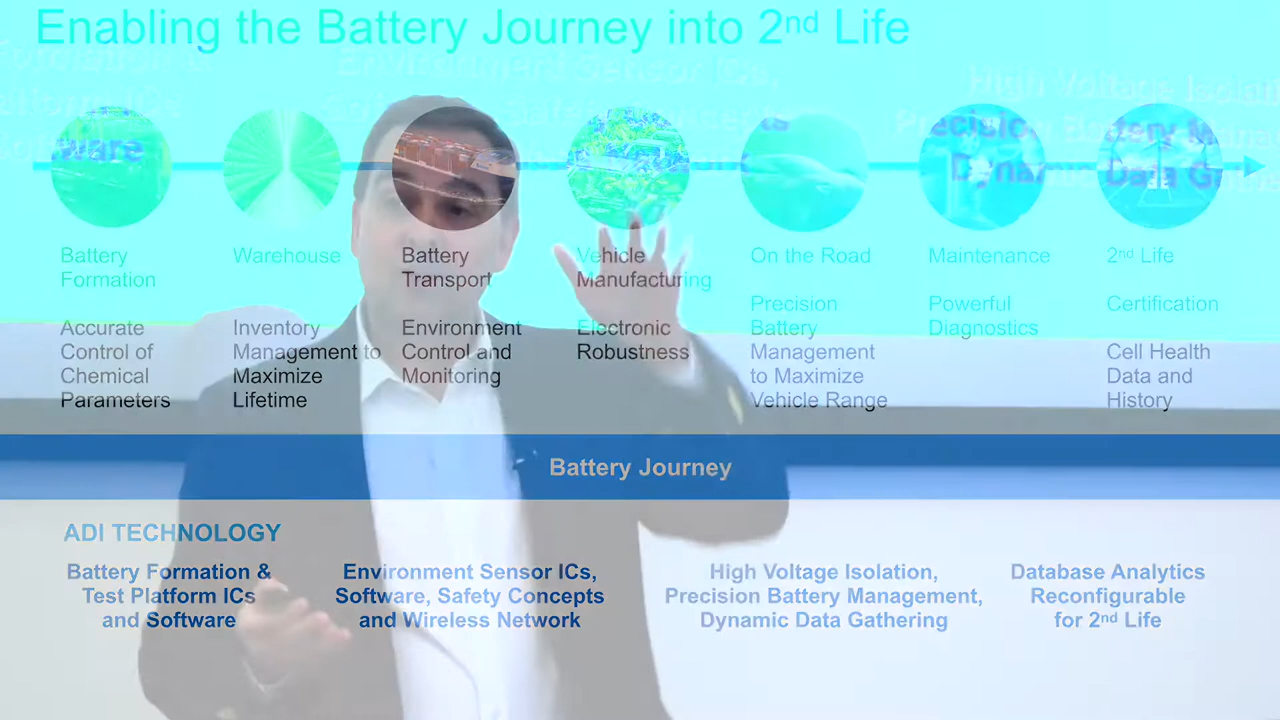 Enabling the Battery Journey into 2nd Life
Battery
Formation
Accurate
Control of
Chemical
Parameters
Warehouse
Inventory
Management to
Maximize
Lifetime
Battery
Transport
Environment
Control and
Monitoring
Vehicle
Manufacturing
Electronic
Robustness
On the Road
Precision
Battery
Management
to Maximize
Vehicle Range
Maintenance
Powerful
Diagnostics
2nd Life
Certification
Cell Health
Data and
History
Battery Journey
ADI TECHNOLOGY
Battery Formation &
Test Platform ICs
and Software
Environment Sensor ICs,
Software, Safety Concepts
and Wireless Network
High Voltage Isolation,
Precision Battery Management,
Dynamic Data Gathering
Database Analytics
Reconfigurable
for 2nd Life